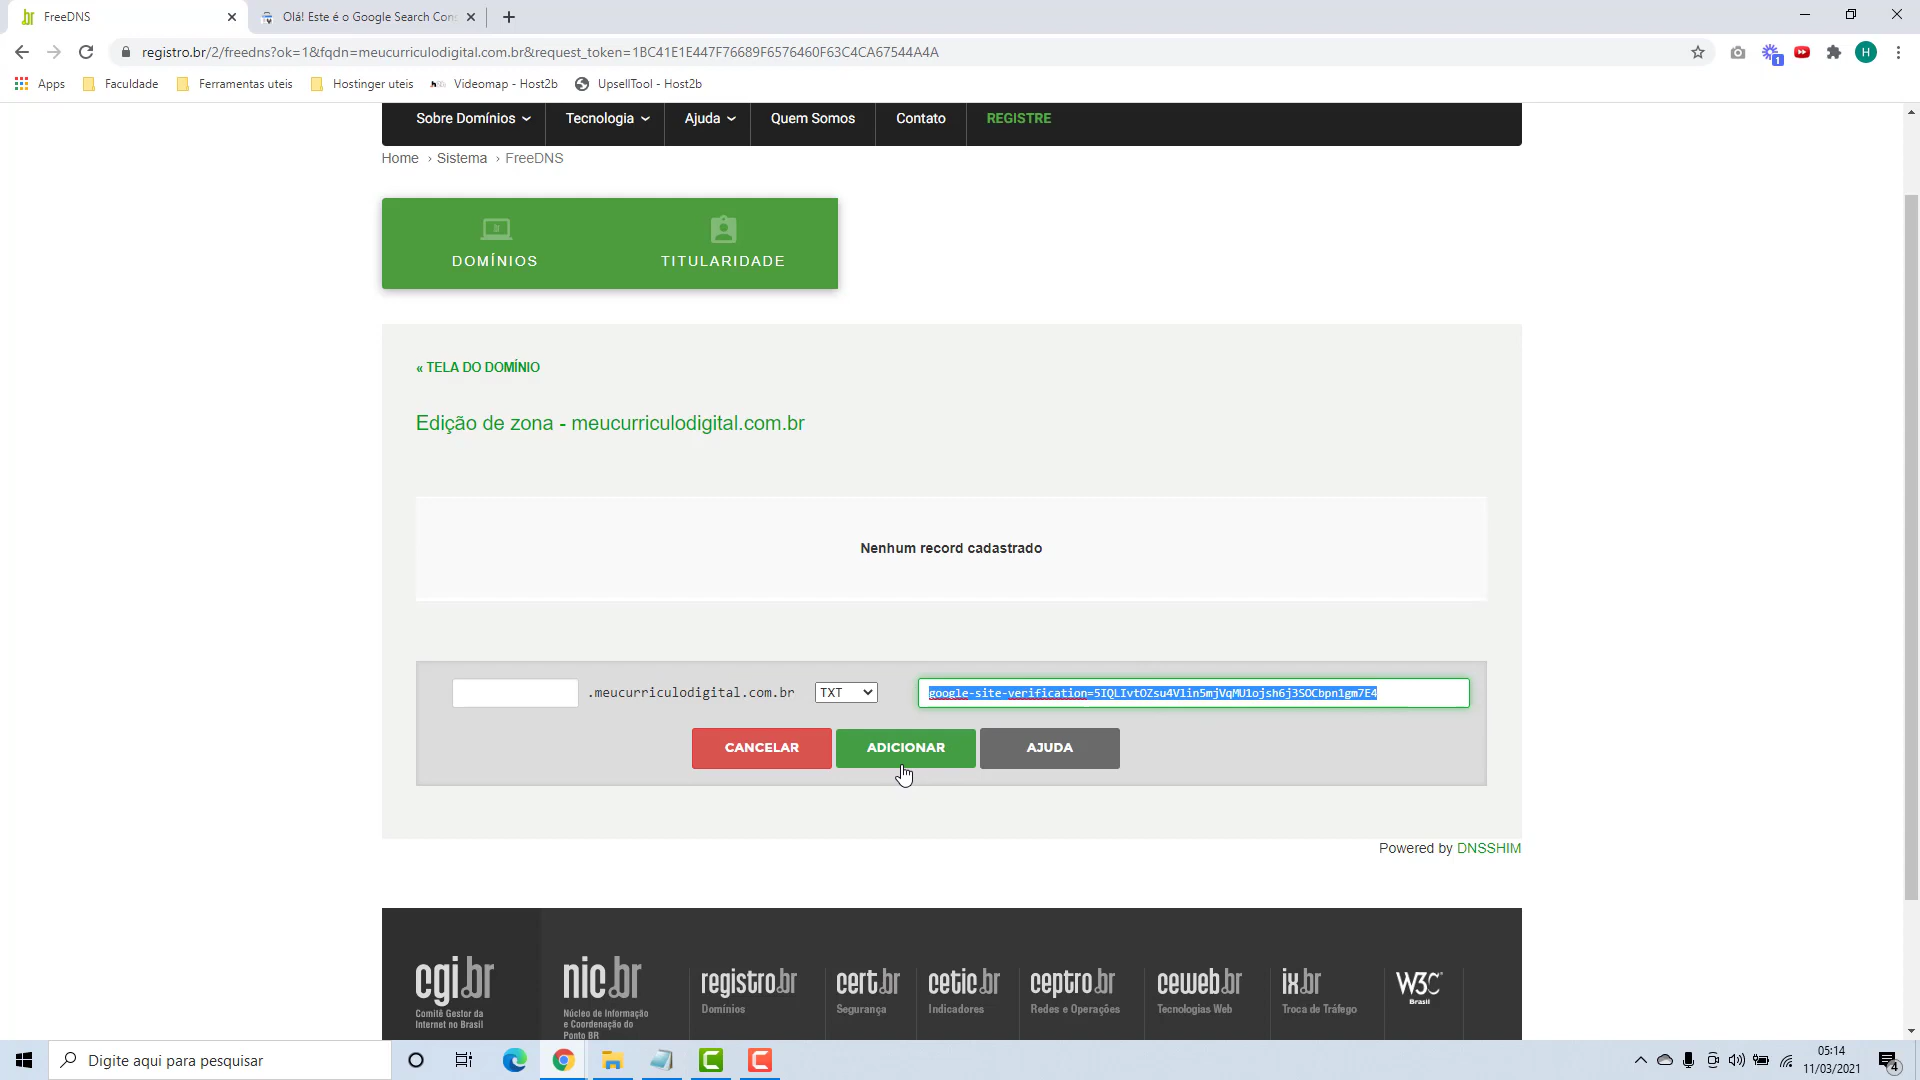 FreeDNS
Olá! Este é o Google Search Con
registro.br/2/freedns?ok=1&fqdn=meucurriculodigital.com.br&request_token=1BC41E1E447F76689F6576460F63C4CA67544A4A
1
H
Apps
Faculdade
Ferramentas uteis
Hostinger uteis
Videomap - Host2b
UpsellTool - Host2b
Sobre Domínios
Tecnologia
Ajuda
Quem Somos
Contato
REGISTRE
Home › Sistema › FreeDNS
DOMÍNIOS
TITULARIDADE
« TELA DO DOMÍNIO
Edição de zona - meucurriculodigital.com.br
Nenhum record cadastrado
.meucurriculodigital.com.br
TXT
google-site-verification=5IQLIvtOZsu4V1in5mjVqMU1ojsh6j3SOCbpn1gm7E4
CANCELAR
ADICIONAR
AJUDA
Powered by DNSSHIM
cgi.br
Comitê Gestor da
Internet no Brasil
nic.br
Núcleo de Informação
e Coordenação do
Ponto BR
registro.br
Domínios
cert.br
Segurança
cetic.br
Indicadores
ceptro.br
Redes e Operações
ceweb.br
Tecnologias Web
ix.br
Troca de Tráfego
W3C
Brasil
Digite aqui para pesquisar
05:14
11/03/2021
4